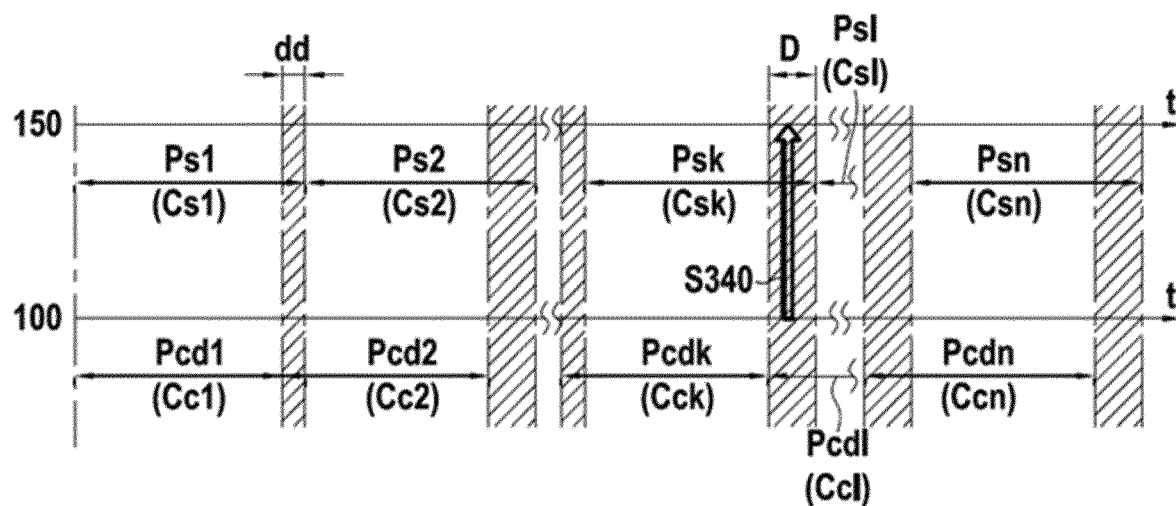 dd
D
Psl
(Csl)
t
150
Ps1
(Cs1)
Ps2
(Cs2)
Psk
(Csk)
Psn
(Csn)
S340
t
100
Pcd1
(Cc1)
Pcd2
(Cc2)
Pcdk
(Cck)
Pcdn
(Ccn)
Pcdl
(Ccl)